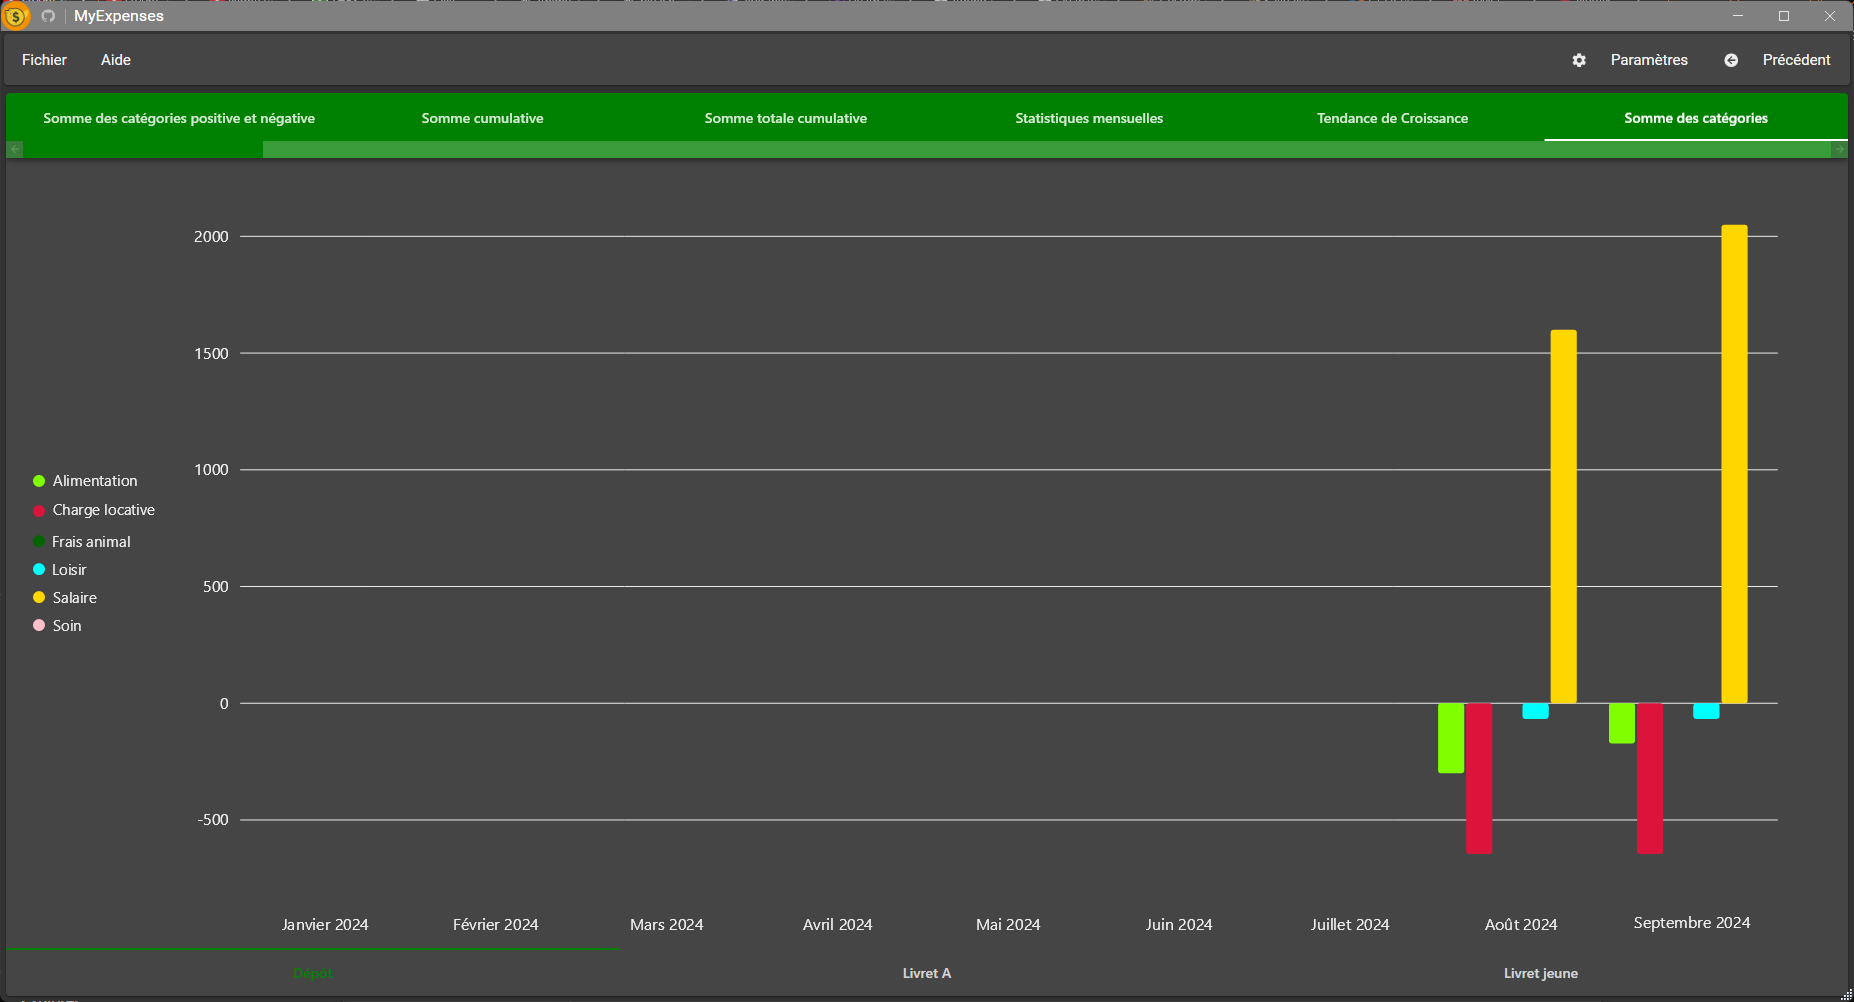 MyExpenses
Fichier Aide Paramètres Précédent
Somme des catégories positive et négative Somme cumulative Somme totale cumulative Statistiques mensuelles Tendance de Croissance Somme des catégories
2000
1500
1000
500
0
-500
Alimentation
Charge locative
Frais animal
Loisir
Salaire
Soin
Janvier 2024 Février 2024 Mars 2024 Avril 2024 Mai 2024 Juin 2024 Juillet 2024 Août 2024 Septembre 2024
Dépôt Livret A Livret jeune